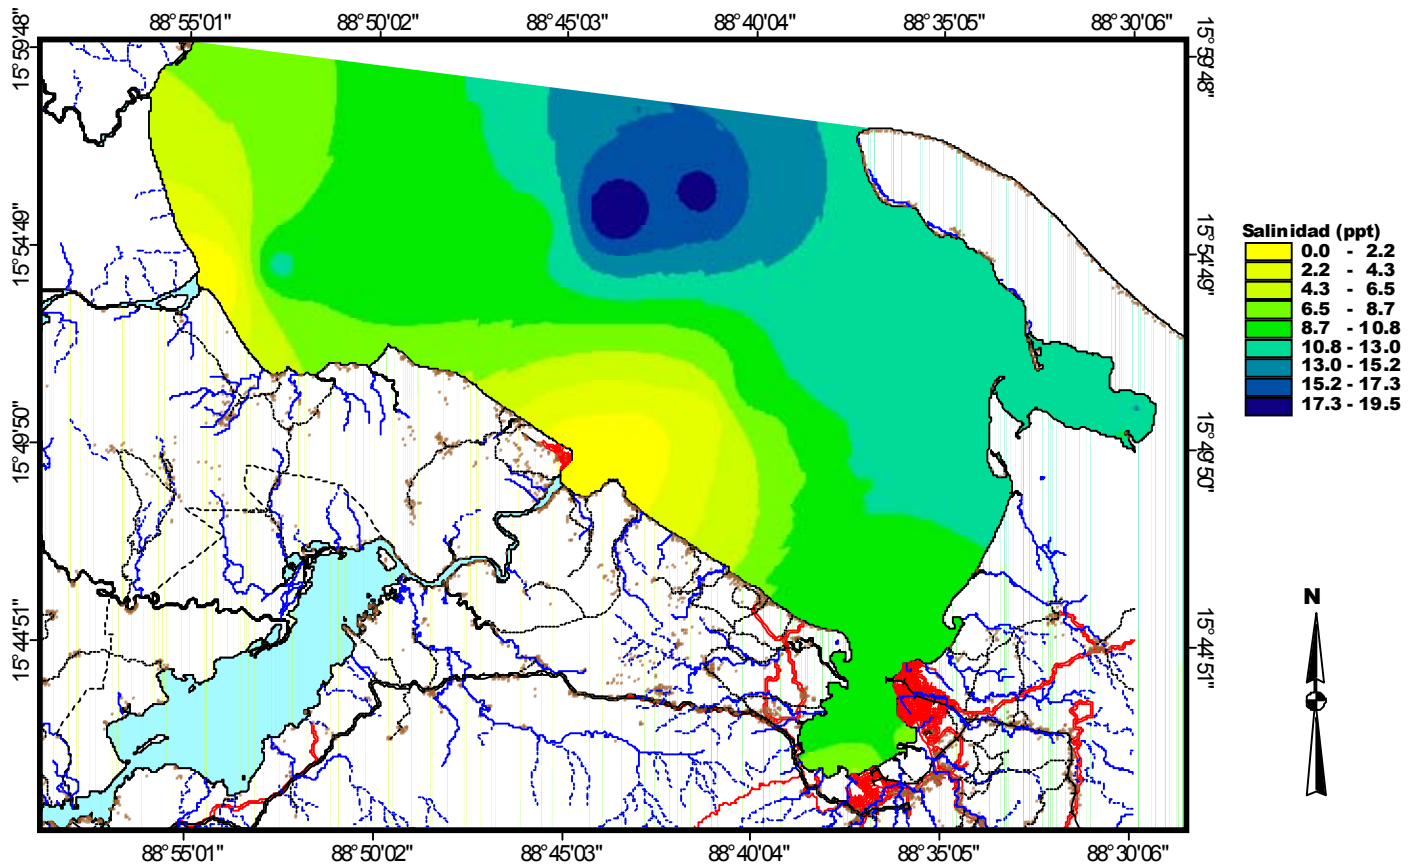 88°55'01" 88°50'02" 88°45'03" 88°40'04" 88°35'05" 88°30'06"
15°59'48" 15°59'48"
15°54'49" 15°54'49"
Salinidad (ppt)
0.0 - 2.2
2.2 - 4.3
4.3 - 6.5
6.5 - 8.7
8.7 - 10.8
10.8 - 13.0
13.0 - 15.2
15.2 - 17.3
17.3 - 19.5
15°49'50" 15°49'50"
N
15°44'51" 15°44'51"
88°55'01" 88°50'02" 88°45'03" 88°40'04" 88°35'05" 88°30'06"